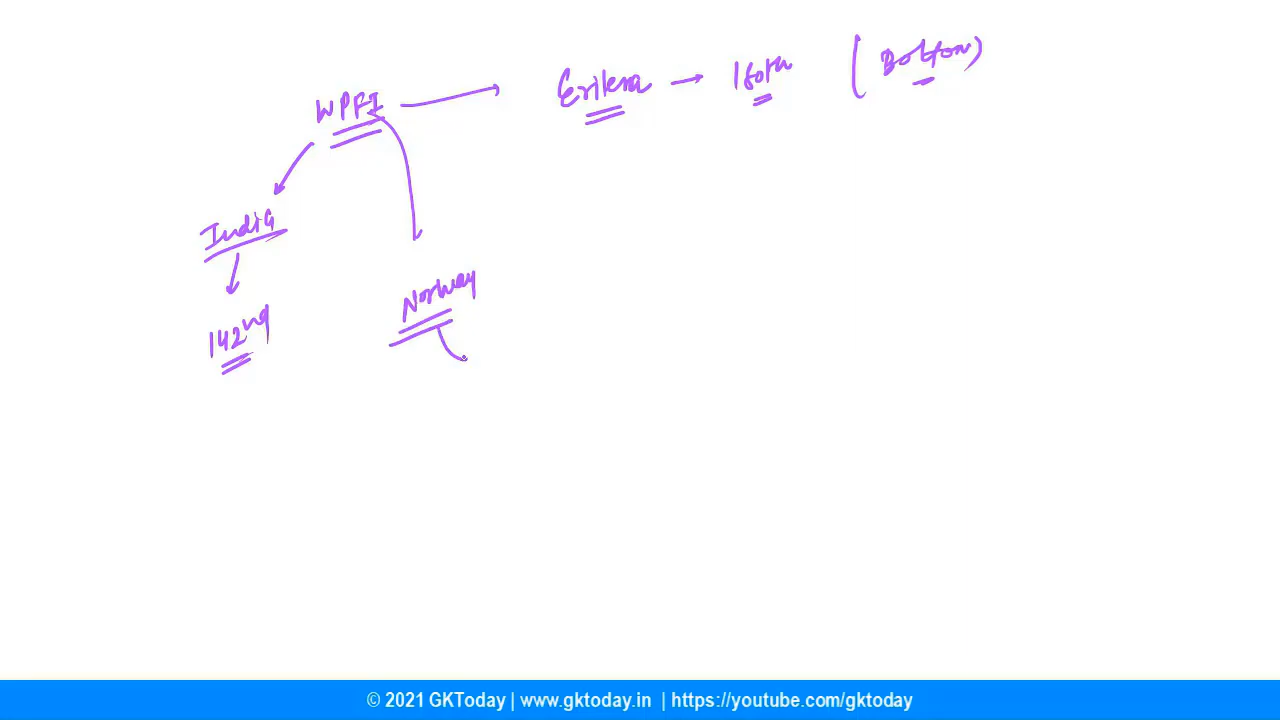 WPFI → Eritrea → 180th (Bottom)
India
Norway
142nd
© 2021 GKToday | www.gktoday.in | https://youtube.com/gktoday